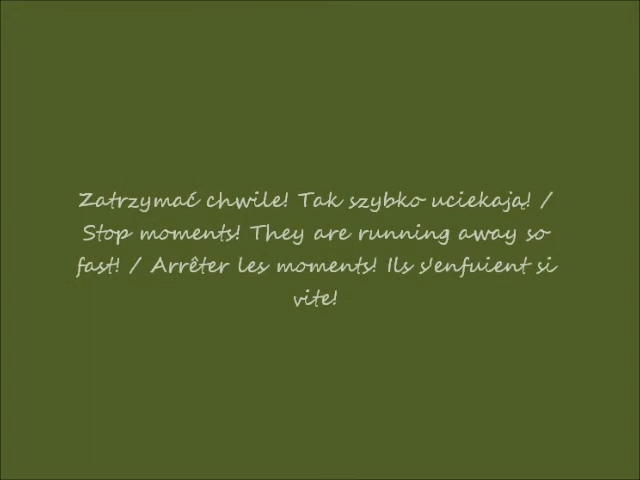 Zatrzymać chwile! Tak szybko uciekają! /
Stop moments! They are running away so
fast! / Arrêter les moments! Ils s'enfuient si
vite!